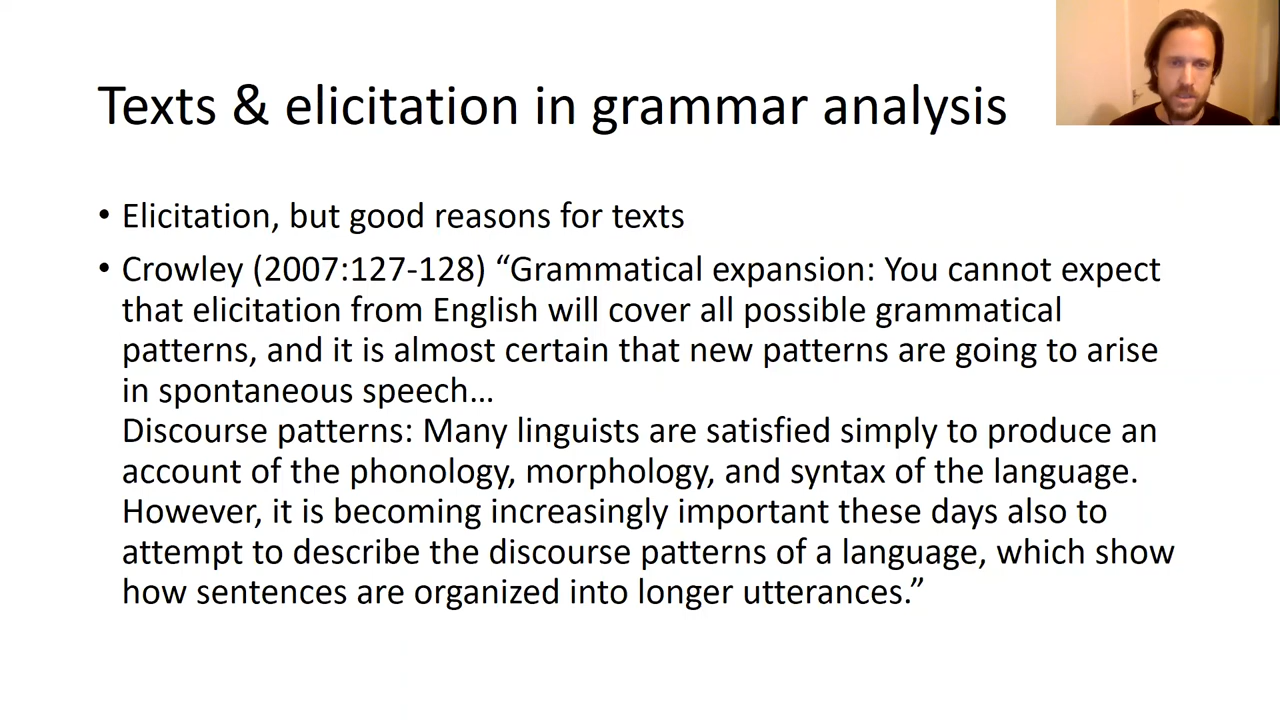 Texts & elicitation in grammar analysis
• Elicitation, but good reasons for texts
• Crowley (2007:127-128) “Grammatical expansion: You cannot expect
that elicitation from English will cover all possible grammatical
patterns, and it is almost certain that new patterns are going to arise
in spontaneous speech…
Discourse patterns: Many linguists are satisfied simply to produce an
account of the phonology, morphology, and syntax of the language.
However, it is becoming increasingly important these days also to
attempt to describe the discourse patterns of a language, which show
how sentences are organized into longer utterances.”